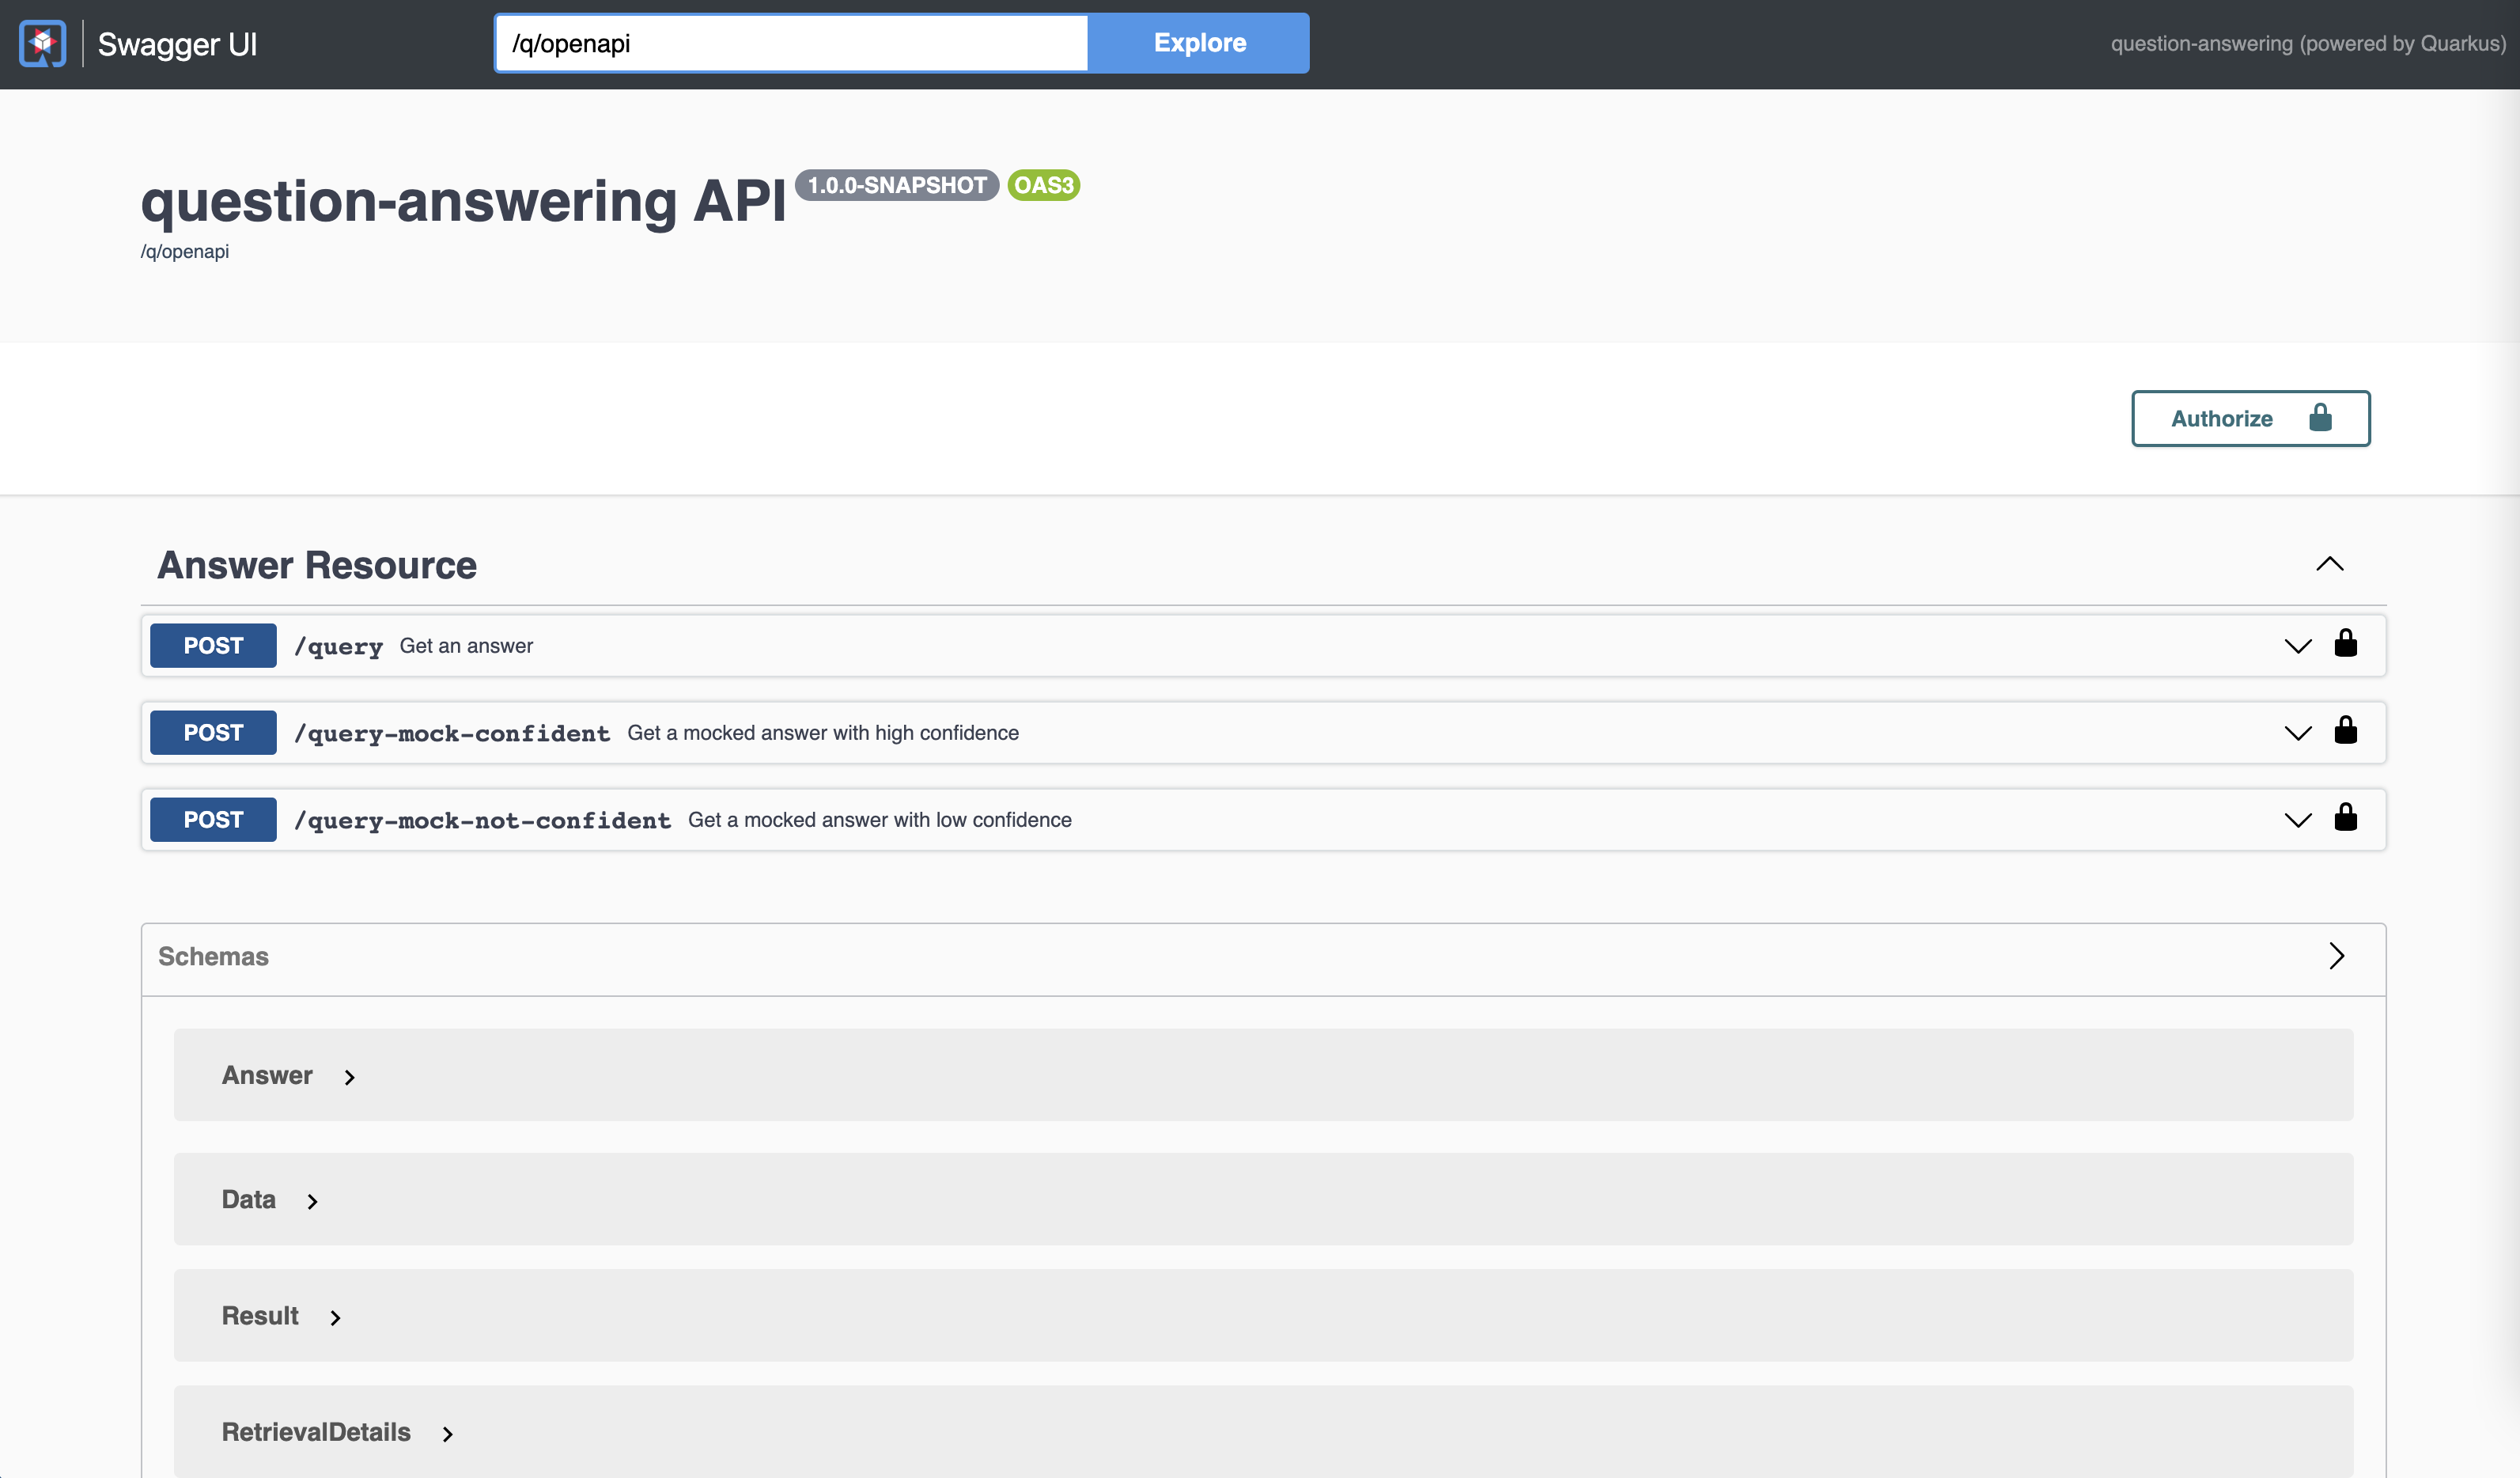 Swagger UI
/q/openapi
Explore
question-answering (powered by Quarkus)
question-answering API 1.0.0-SNAPSHOT OAS3
/q/openapi
Authorize
Answer Resource
POST /query Get an answer
POST /query-mock-confident Get a mocked answer with high confidence
POST /query-mock-not-confident Get a mocked answer with low confidence
Schemas
Answer
Data
Result
RetrievalDetails